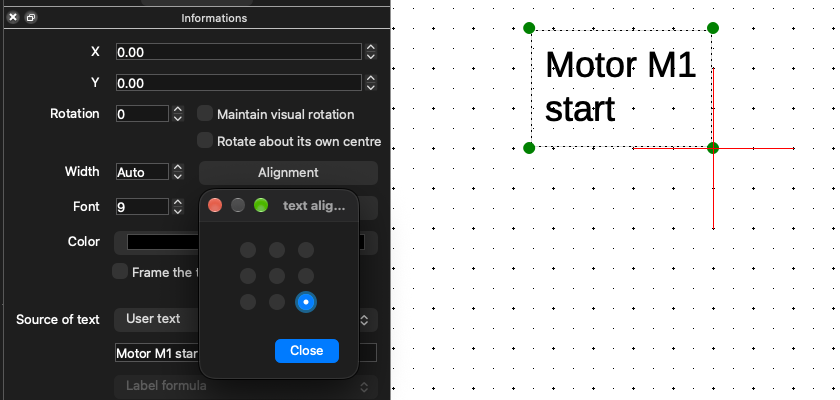 Informations
X 0.00
Y 0.00
Rotation 0 Maintain visual rotation
Rotate about its own centre
Width Auto Alignment
Font 9
text alig...
Color
Frame the t
Source of text User text
Motor M1 star
Close
Label formula
Motor M1
start